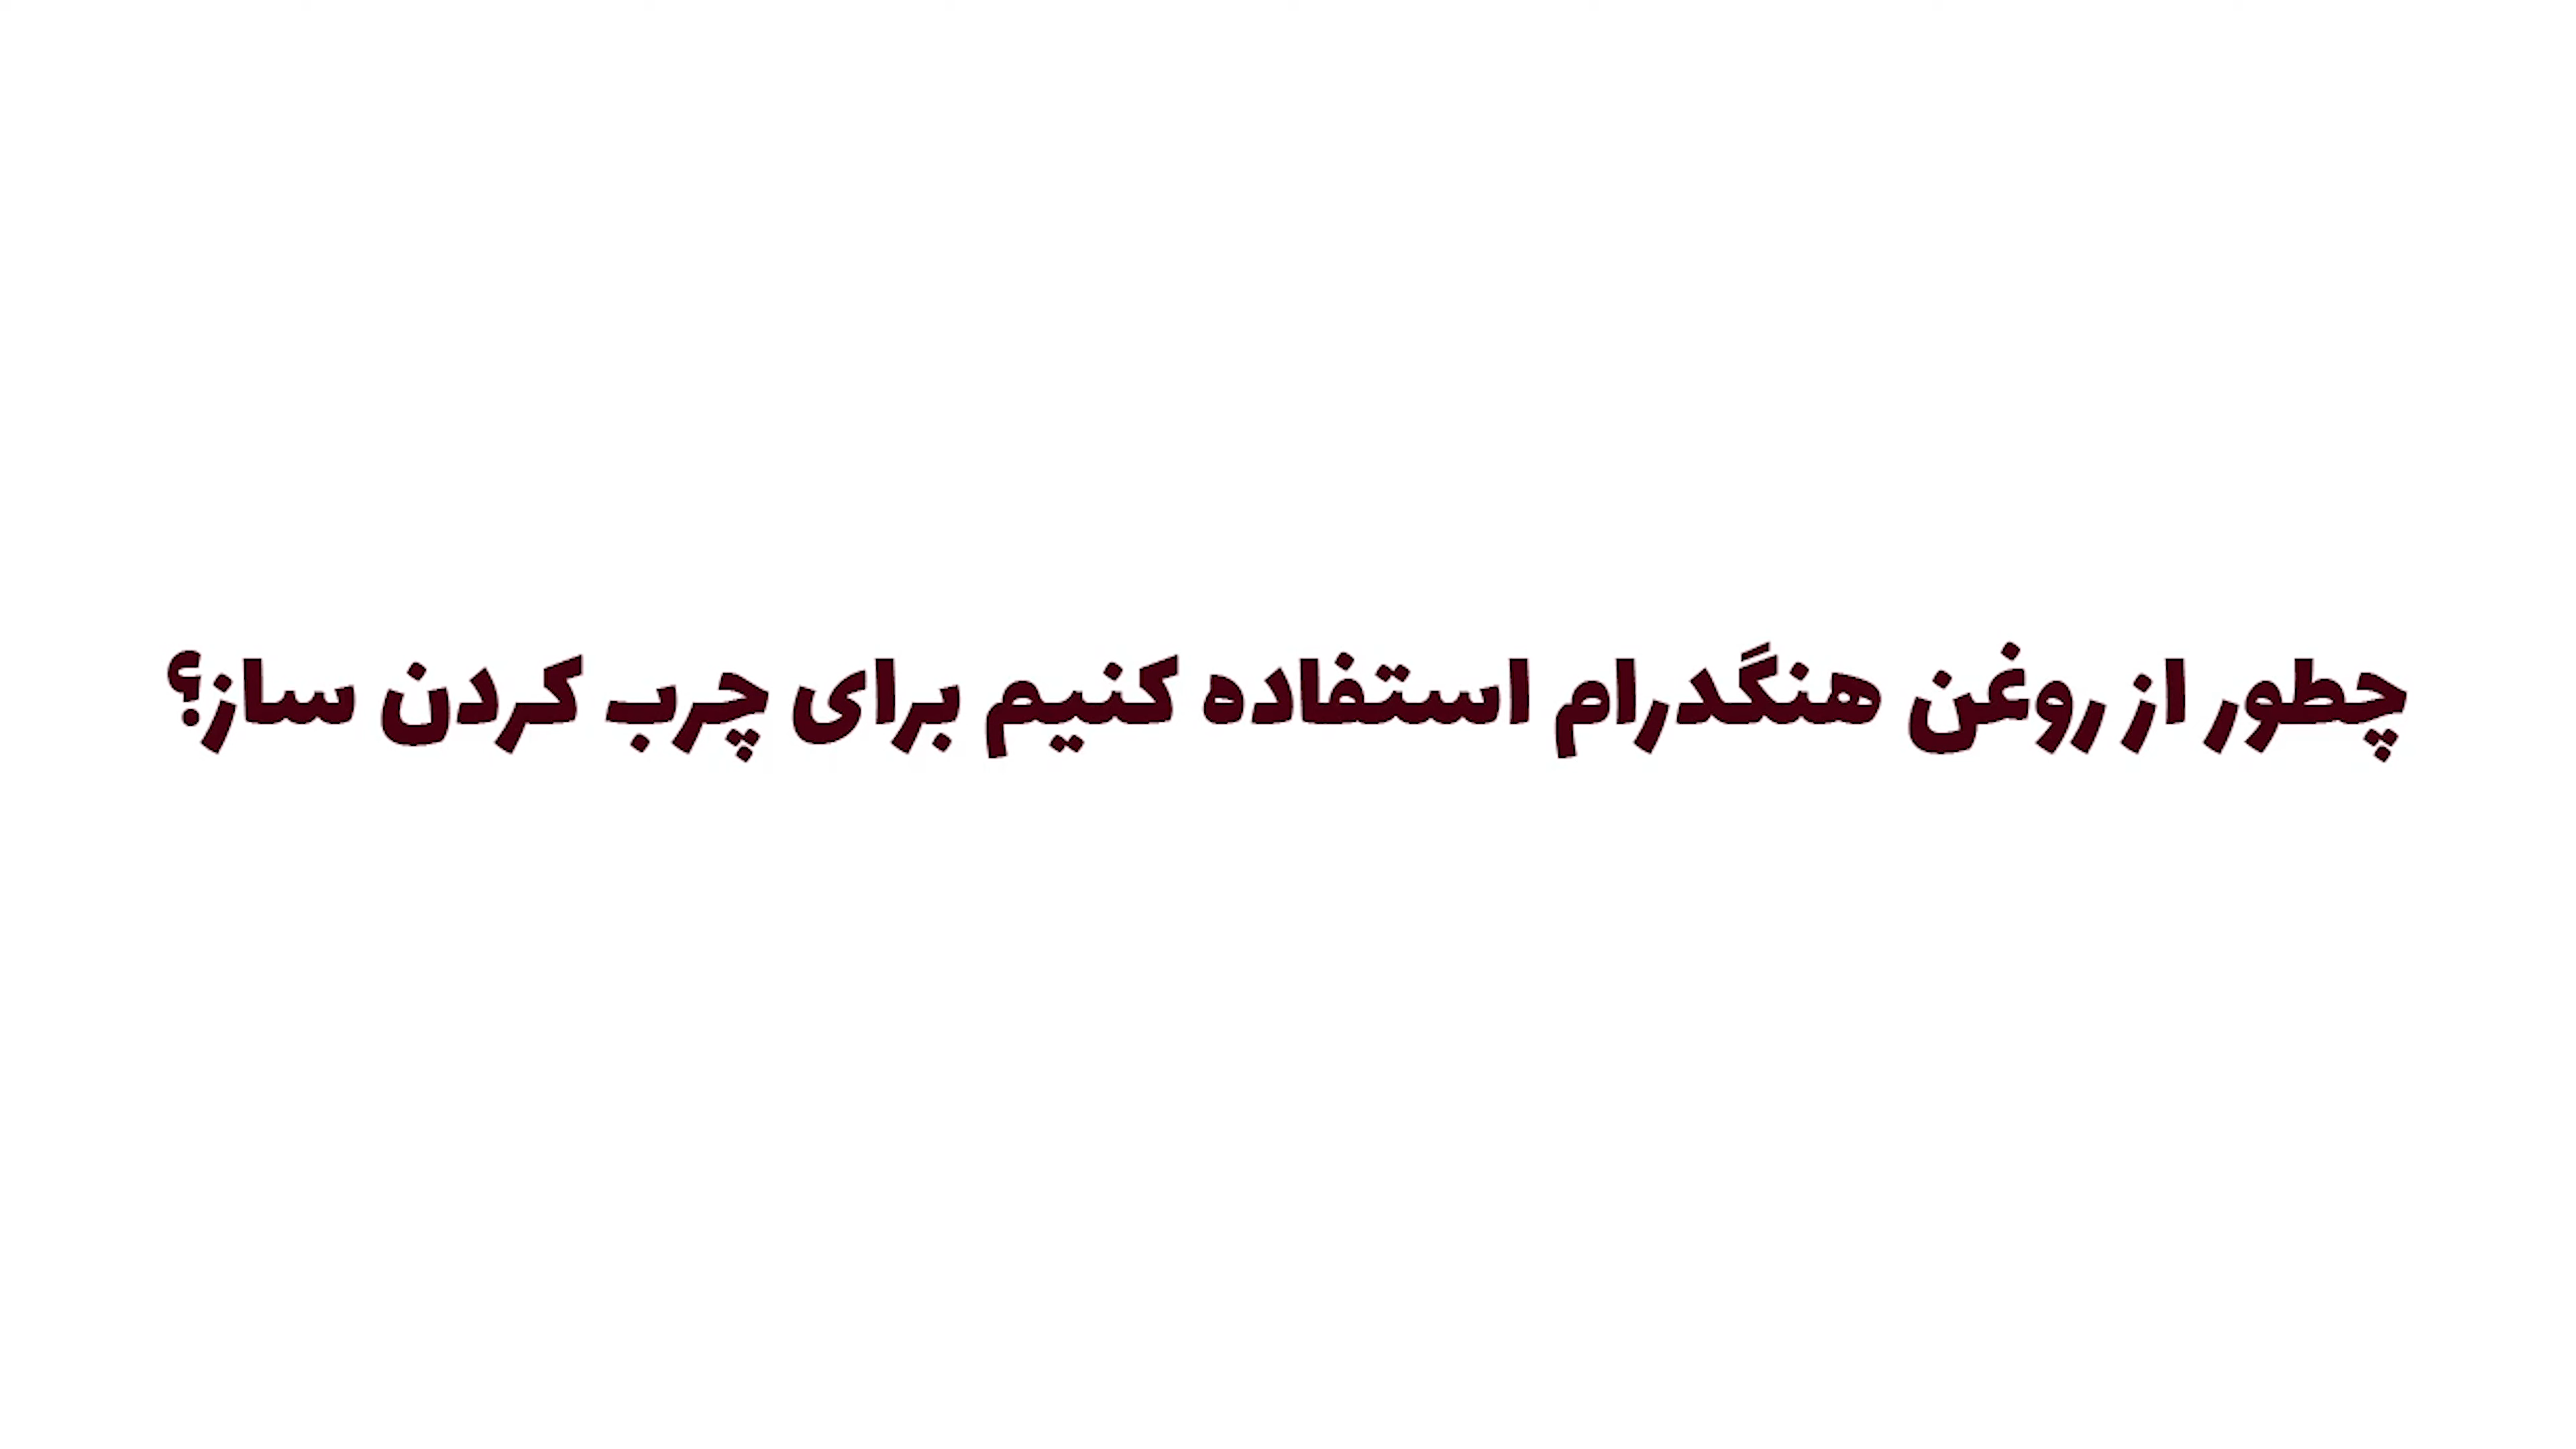 چطور از روغن هنگدرام استفاده کنیم برای چرب کردن ساز؟